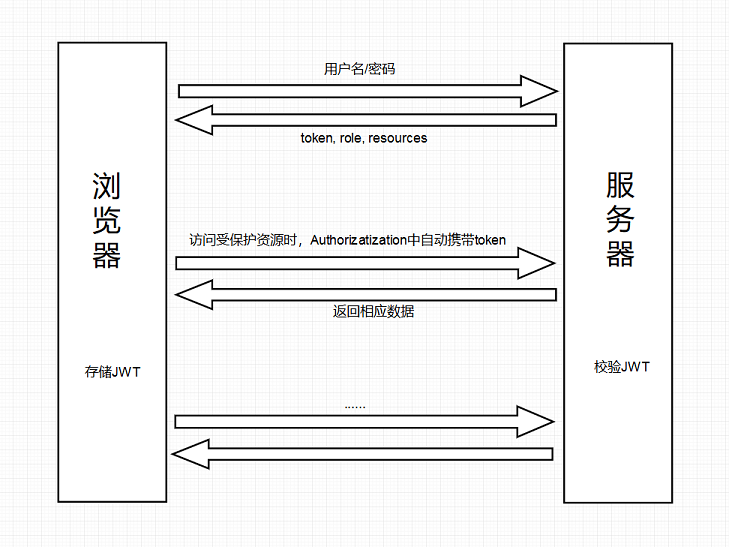 用户名/密码
token, role, resources
浏览器
服务器
访问受保护资源时，Authorizatization中自动携带token
返回相应数据
存储JWT
校验JWT
......